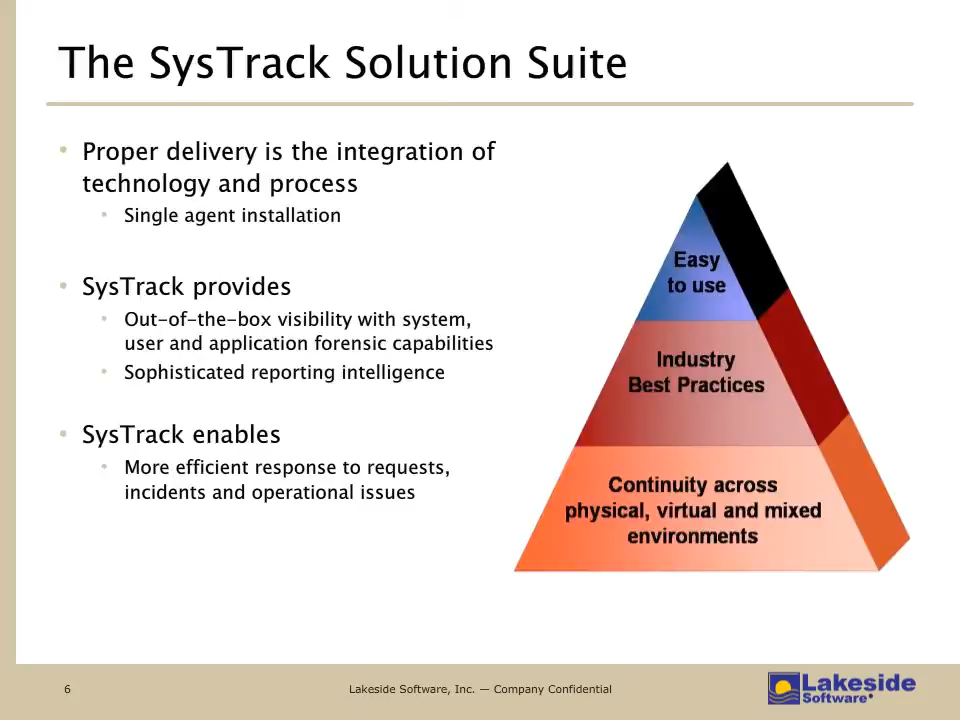 The SysTrack Solution Suite
• Proper delivery is the integration of
technology and process
• Single agent installation
• SysTrack provides
• Out-of-the-box visibility with system,
user and application forensic capabilities
• Sophisticated reporting intelligence
• SysTrack enables
• More efficient response to requests,
incidents and operational issues
Easy
to use
Industry
Best Practices
Continuity across
physical, virtual and mixed
environments
6
Lakeside Software, Inc. — Company Confidential
Lakeside
Software